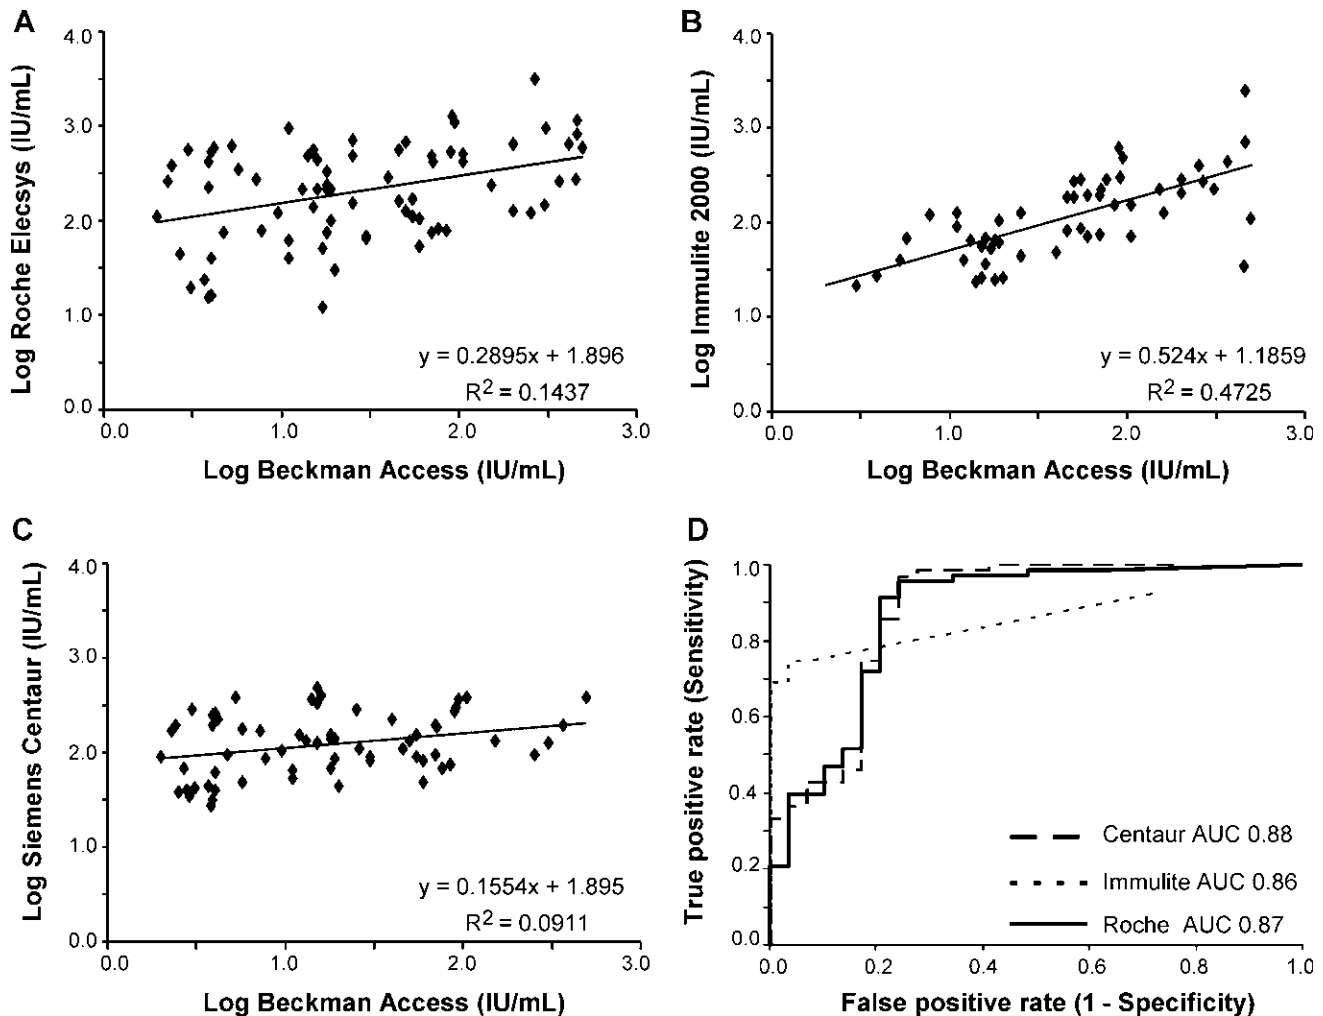 A
4.0
3.0
2.0
1.0
0.0
0.0 1.0 2.0 3.0
Log Roche Elecsys (IU/mL)
Log Beckman Access (IU/mL)
y = 0.2895x + 1.896
R² = 0.1437
B
4.0
3.0
2.0
1.0
0.0
0.0 1.0 2.0 3.0
Log Immulite 2000 (IU/mL)
Log Beckman Access (IU/mL)
y = 0.524x + 1.1859
R² = 0.4725
C
4.0
3.0
2.0
1.0
0.0
0.0 1.0 2.0 3.0
Log Siemens Centaur (IU/mL)
Log Beckman Access (IU/mL)
y = 0.1554x + 1.895
R² = 0.0911
D
1.0
0.8
0.6
0.4
0.2
0.0
0.0 0.2 0.4 0.6 0.8 1.0
True positive rate (Sensitivity)
False positive rate (1 - Specificity)
Centaur AUC 0.88
Immulite AUC 0.86
Roche AUC 0.87